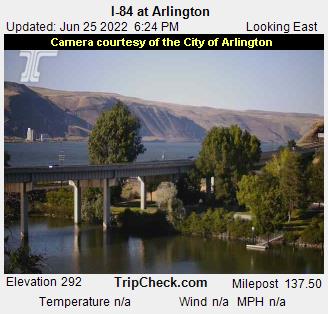 I-84 at Arlington
Updated: Jun 25 2022 6:24 PM Looking East
Camera courtesy of the City of Arlington
Elevation 292 TripCheck.com Milepost 137.50
Temperature n/a Wind n/a MPH n/a